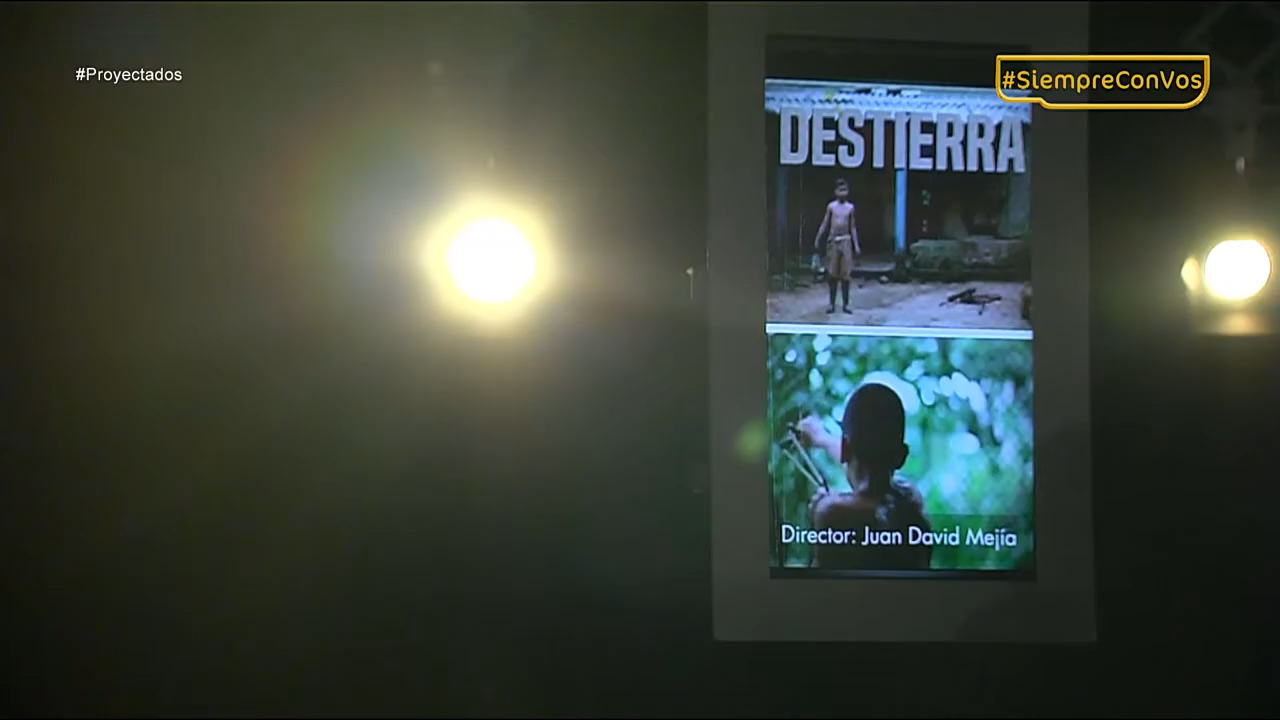 #Proyectados
#SiempreConVos
DESTIERRA
Director: Juan David Mejía